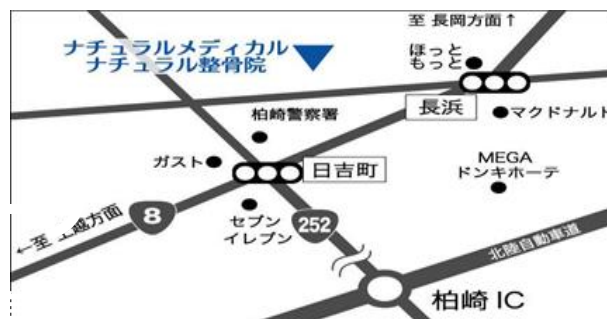 至 長岡方面↑
ナチュラルメディカル
ナチュラル整骨院
ほっと
もっと
長浜
マクドナルド
柏崎警察署
ガスト
日吉町
MEGA
ドンキホーテ
←至 上越方面
8
セブン
イレブン
252
北陸自動車道
柏崎 IC